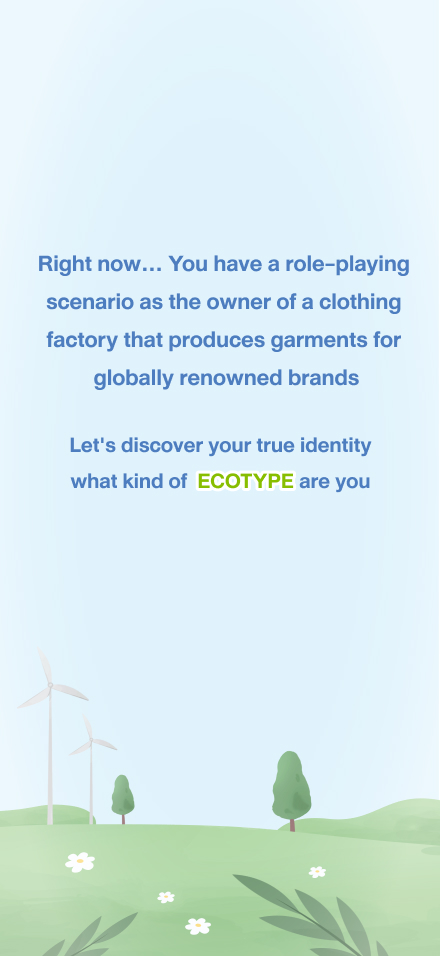 Right now... You have a role-playing
scenario as the owner of a clothing
factory that produces garments for
globally renowned brands
Let's discover your true identity
what kind of ECOTYPE are you